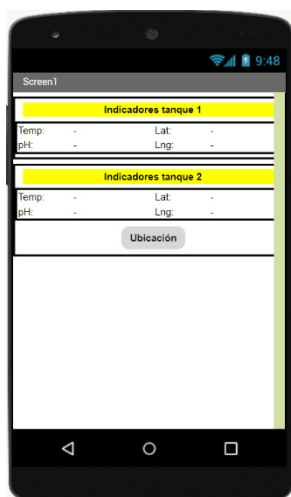 9:48
Screen1
Indicadores tanque 1
Temp: - Lat: -
pH: - Lng: -
Indicadores tanque 2
Temp: - Lat: -
pH: - Lng: -
Ubicación